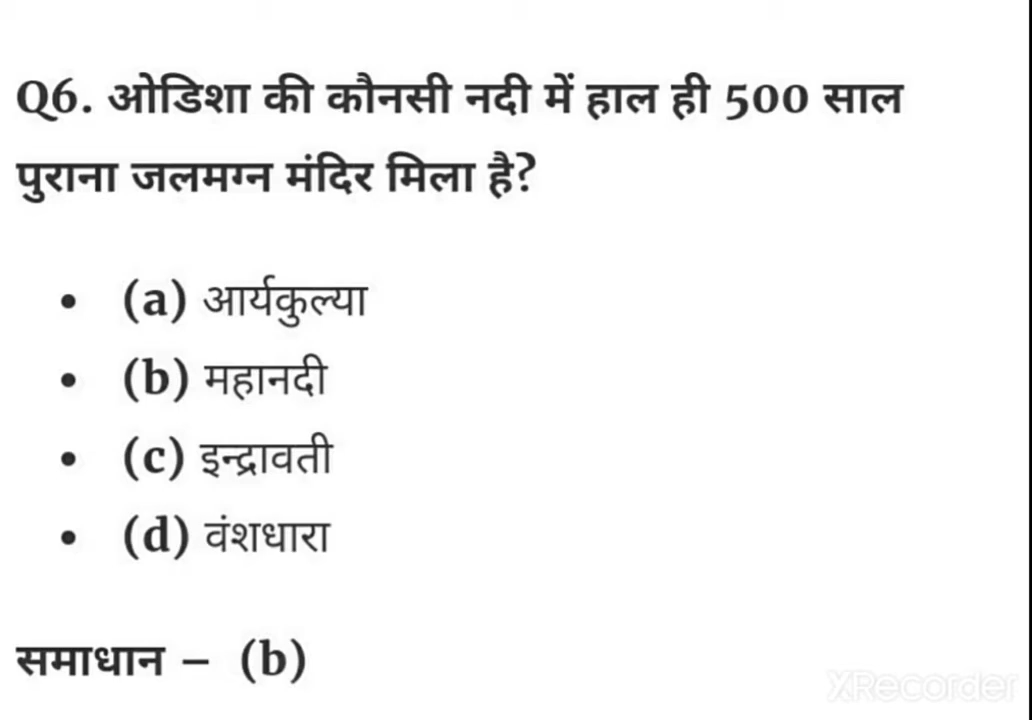 Q6. ओडिशा की कौनसी नदी में हाल ही 500 साल
पुराना जलमग्न मंदिर मिला है?
• (a) आर्यकुल्या
• (b) महानदी
• (c) इन्द्रावती
• (d) वंशधारा
समाधान – (b)
XRecorder